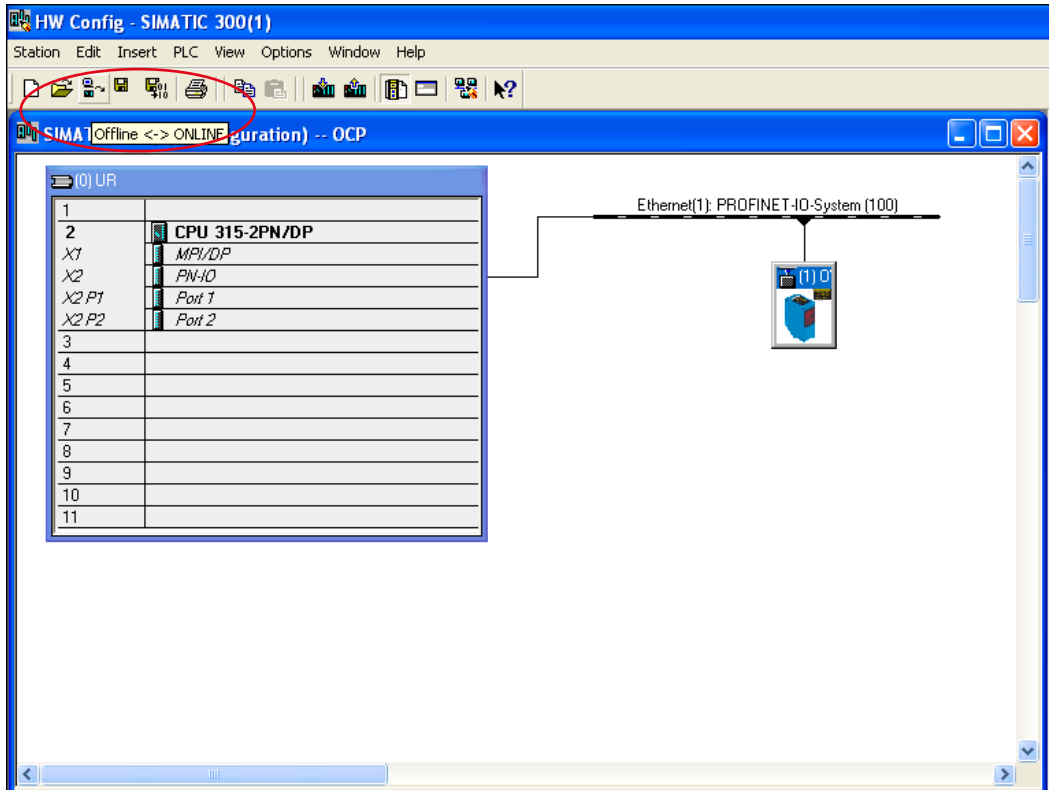 HW Config - SIMATIC 300(1)
Station Edit Insert PLC View Options Window Help
SIMAT
Offline <-> ONLINE
guration) -- OCP
(0) UR
1
2 CPU 315-2PN/DP
X1 MPI/DP
X2 PN-IO
X2 P1 Port 1
X2 P2 Port 2
3
4
5
6
7
8
9
10
11
Ethernet(1): PROFINET-IO-System (100)
(1) O